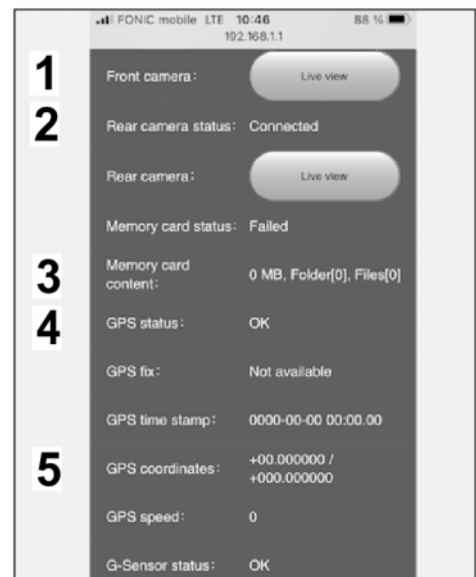 FONIC mobile LTE 10:46 88 %
192.168.1.1
1 Front camera: Live view
2 Rear camera status: Connected
Rear camera: Live view
Memory card status: Failed
3 Memory card
content: 0 MB, Folder[0], Files[0]
4 GPS status: OK
GPS fix: Not available
GPS time stamp: 0000-00-00 00:00.00
5 GPS coordinates: +00.000000 /
+000.000000
GPS speed: 0
G-Sensor status: OK